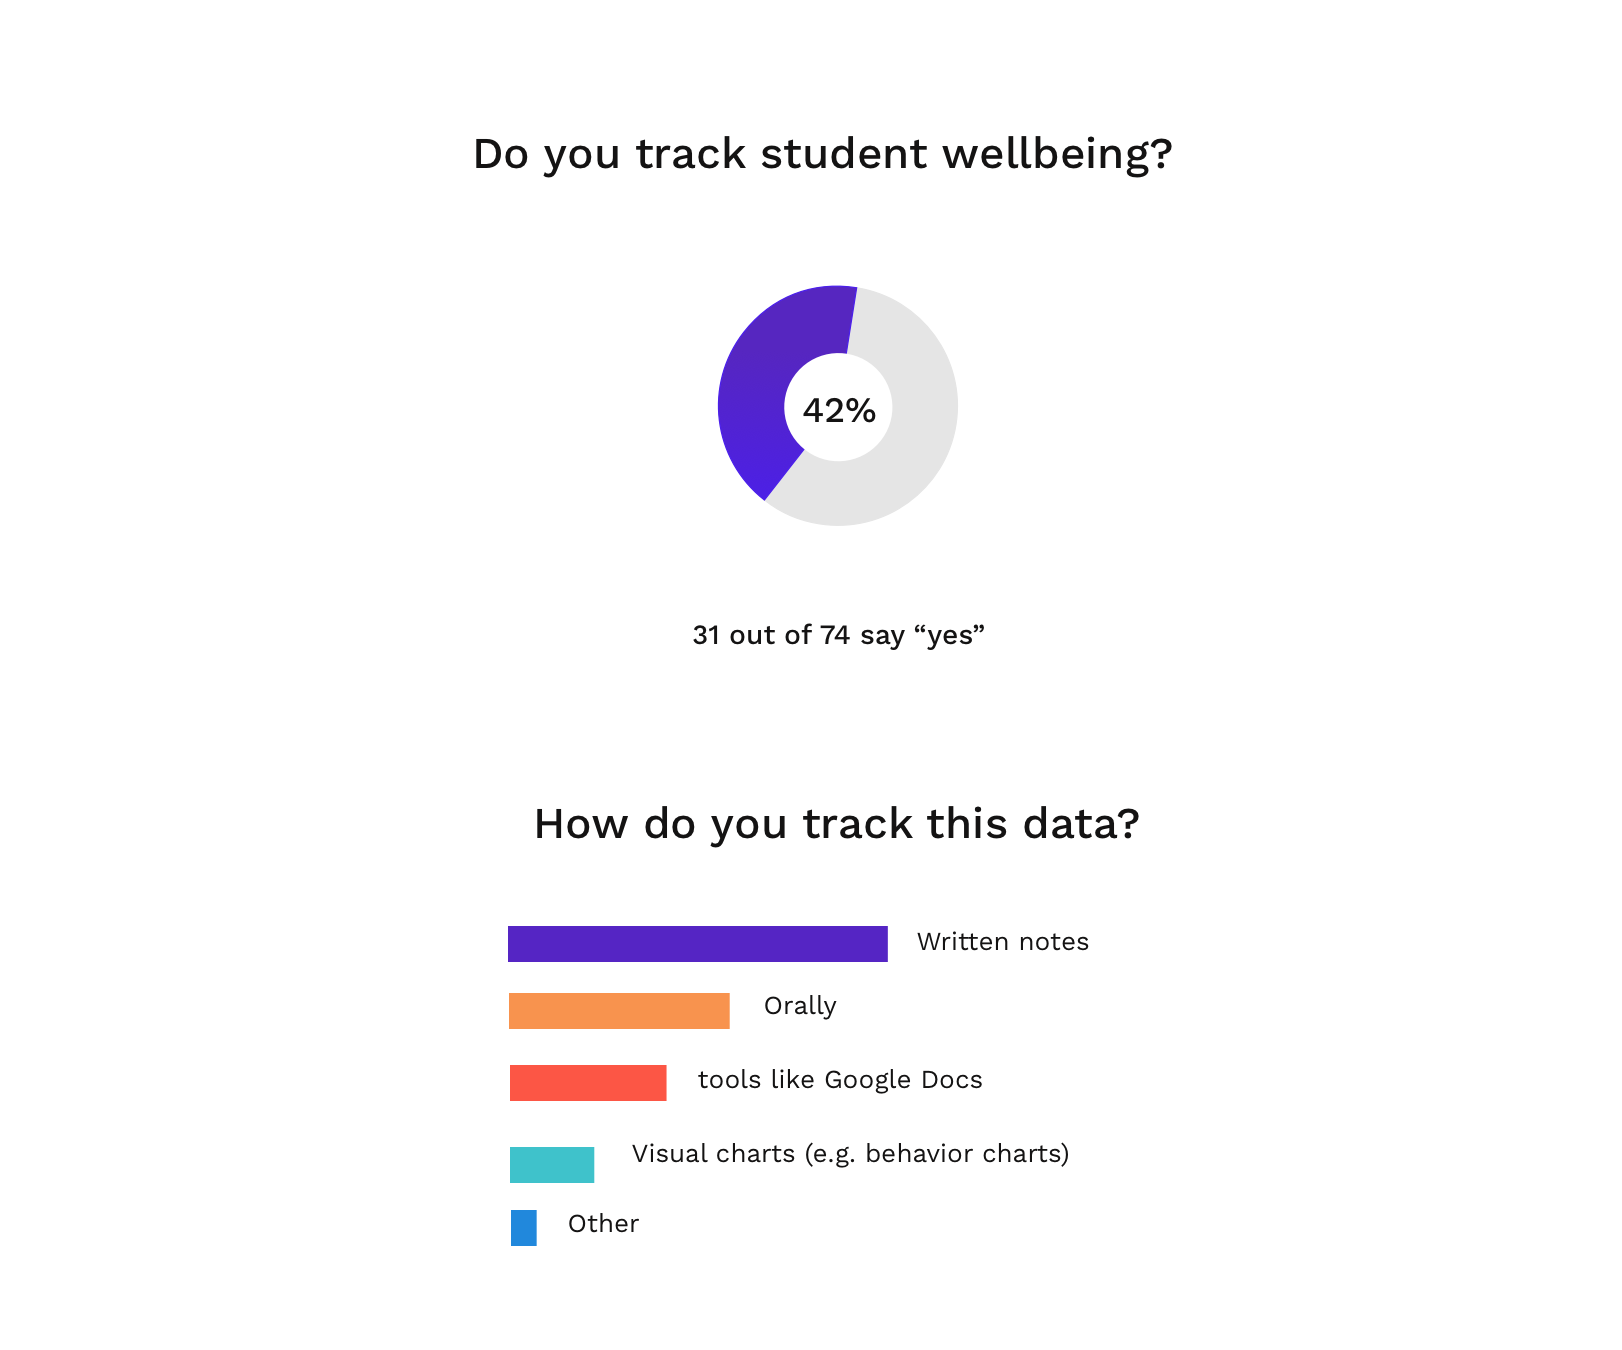 Do you track student wellbeing?
42%
31 out of 74 say “yes”
How do you track this data?
Written notes
Orally
tools like Google Docs
Visual charts (e.g. behavior charts)
Other